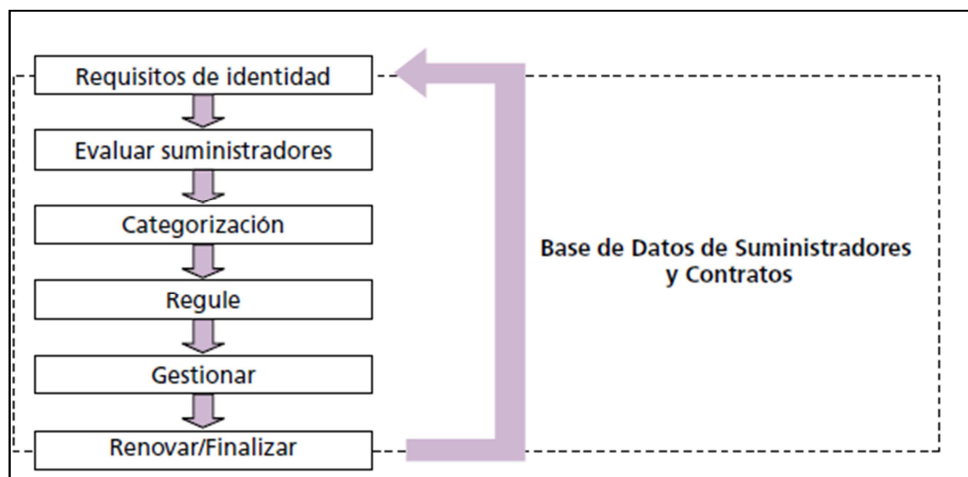 Requisitos de identidad
Evaluar suministradores
Categorización
Regule
Gestionar
Renovar/Finalizar
Base de Datos de Suministradores
y Contratos